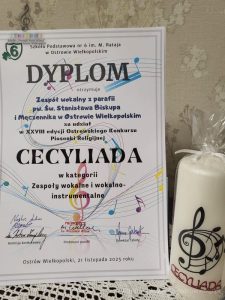 6
Szkoła Podstawowa nr 6 im. M. Rataja
w Ostrowie Wielkopolskim
DYPLOM
otrzymuje
Zespół wokalny z parafii
pw. Św. Stanisława Biskupa
i Męczennika w Ostrowie Wielkopolskim
za udział
w XXVIII edycji Ostrowskiego Konkursu
Piosenki Religijnej
CECYLIADA
w kategorii
Zespoły wokalne i wokalno-
instrumentalne
Ostrów Wielkopolski, 21 listopada 2025 roku
CECYLIADA